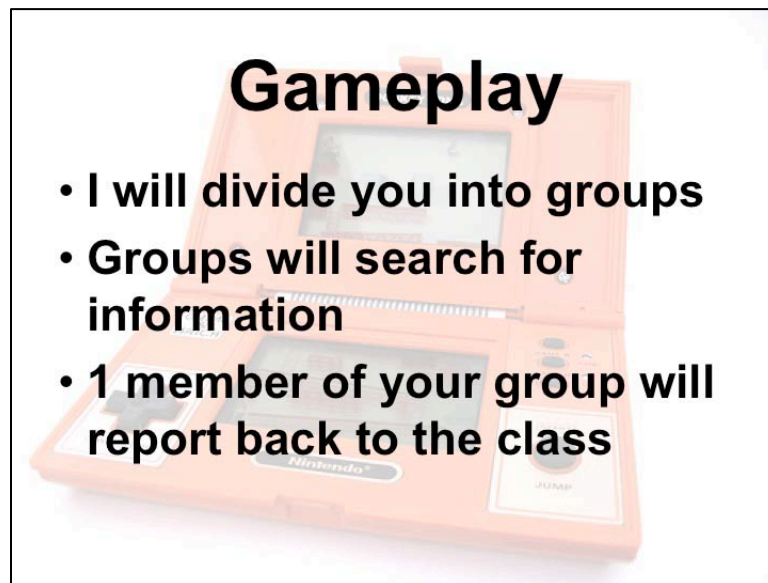 Gameplay
• I will divide you into groups
• Groups will search for
information
• 1 member of your group will
report back to the class
Nintendo®
JUMP